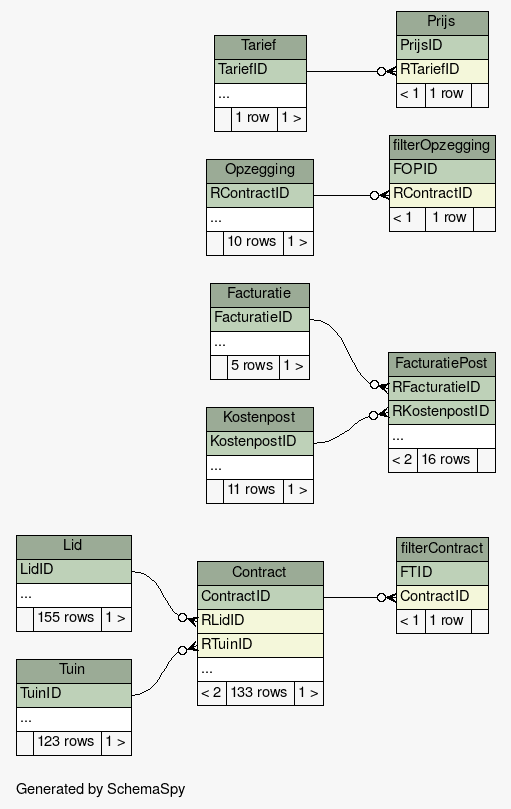 Tarief
TariefID
...
1 row 1 >
Prijs
PrijsID
RTariefID
< 1 1 row
Opzegging
RContractID
...
10 rows 1 >
filterOpzegging
FOPID
RContractID
< 1 1 row
Facturatie
FacturatieID
...
5 rows 1 >
Kostenpost
KostenpostID
...
11 rows 1 >
FacturatiePost
RFacturatieID
RKostenpostID
...
< 2 16 rows
Lid
LidID
...
155 rows 1 >
Tuin
TuinID
...
123 rows 1 >
Contract
ContractID
RLidID
RTuinID
...
< 2 133 rows 1 >
filterContract
FTID
ContractID
< 1 1 row
Generated by SchemaSpy